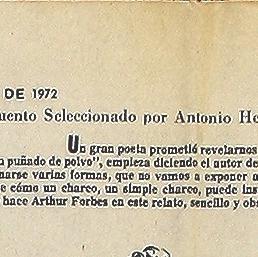 DE 1972
uento Seleccionado por Antonio He
Un gran poeta prometió revelarnos
puñado de polvo", empieza diciendo el autor de
narse varias formas, que no vamos a exponer a
e cómo un charco, un simple charco, puede ins
hace Arthur Forbes en este relato, sencillo y obs